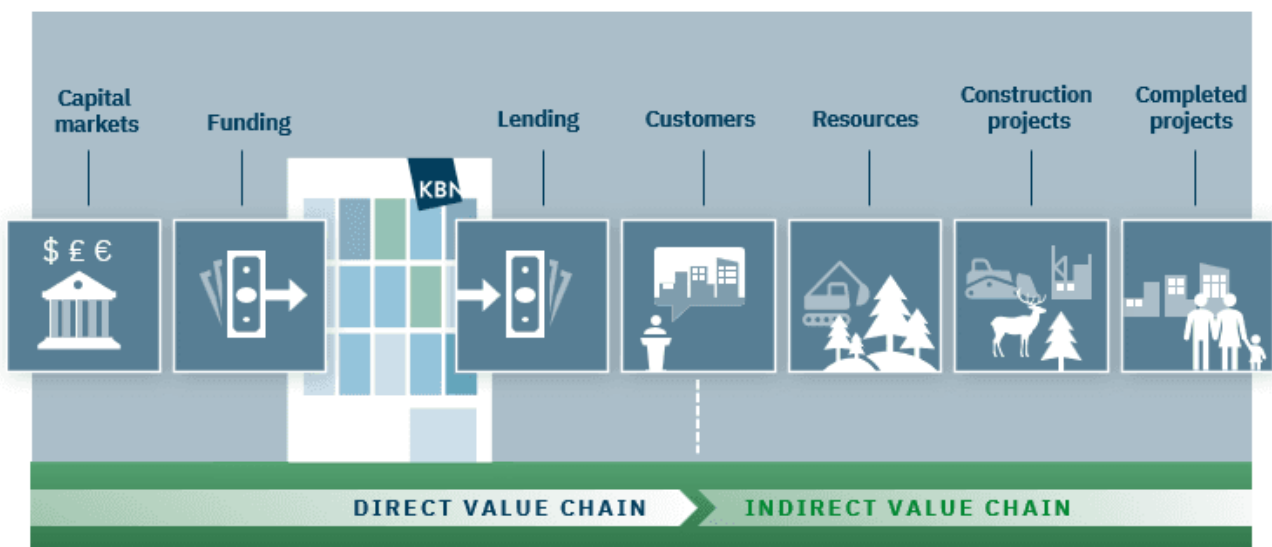 Capital
markets
Funding
Lending
Customers
Resources
Construction
projects
Completed
projects
KBN
$ £ €
DIRECT VALUE CHAIN
INDIRECT VALUE CHAIN